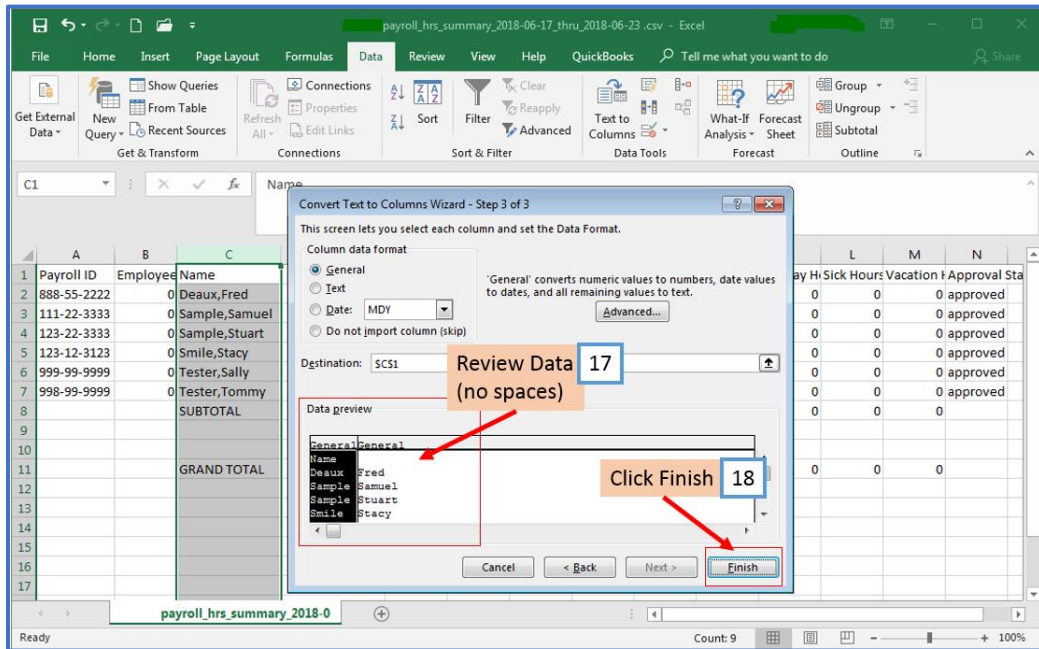 payroll_hrs_summary_2018-06-17_thru_2018-06-23 .csv - Excel
File Home Insert Page Layout Formulas Data Review View Help QuickBooks Tell me what you want to do Share
Get External Data
New Query
Show Queries
From Table
Recent Sources
Get & Transform
Refresh All
Connections
Properties
Edit Links
Connections
Sort
Filter
Clear
Reapply
Advanced
Sort & Filter
Text to Columns
Data Tools
What-If Analysis
Forecast Sheet
Forecast
Group
Ungroup
Subtotal
Outline
C1 fx Name
Convert Text to Columns Wizard - Step 3 of 3
This screen lets you select each column and set the Data Format.
Column data format
General
Text
Date: MDY
Do not import column (skip)
'General' converts numeric values to numbers, date values to dates, and all remaining values to text.
Advanced...
Destination: $C$1
Review Data 17
(no spaces)
Data preview
General General
Name
Deaux Fred
Sample Samuel
Sample Stuart
Smile Stacy
Click Finish 18
Cancel < Back Next > Finish
A B C L M N
1 Payroll ID Employee Name ay H Sick Hours Vacation H Approval Sta
2 888-55-2222 0 Deaux,Fred 0 0 0 approved
3 111-22-3333 0 Sample,Samuel 0 0 0 approved
4 123-22-3333 0 Sample,Stuart 0 0 0 approved
5 123-12-3123 0 Smile,Stacy 0 0 0 approved
6 999-99-9999 0 Tester,Sally 0 0 0 approved
7 998-99-9999 0 Tester,Tommy 0 0 0 approved
8 SUBTOTAL 0 0 0
9
10
11 GRAND TOTAL 0 0 0
12
13
14
15
16
17
payroll_hrs_summary_2018-0
Ready Count: 9 100%